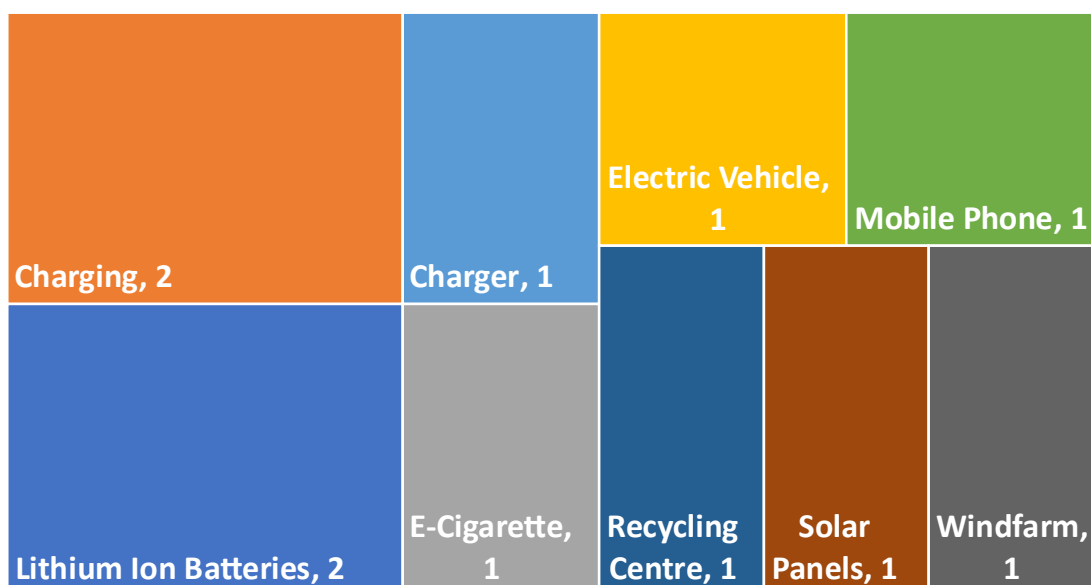 Charging, 2
Lithium Ion Batteries, 2
Charger, 1
E-Cigarette,
1
Electric Vehicle,
1
Mobile Phone, 1
Recycling
Centre, 1
Solar
Panels, 1
Windfarm,
1